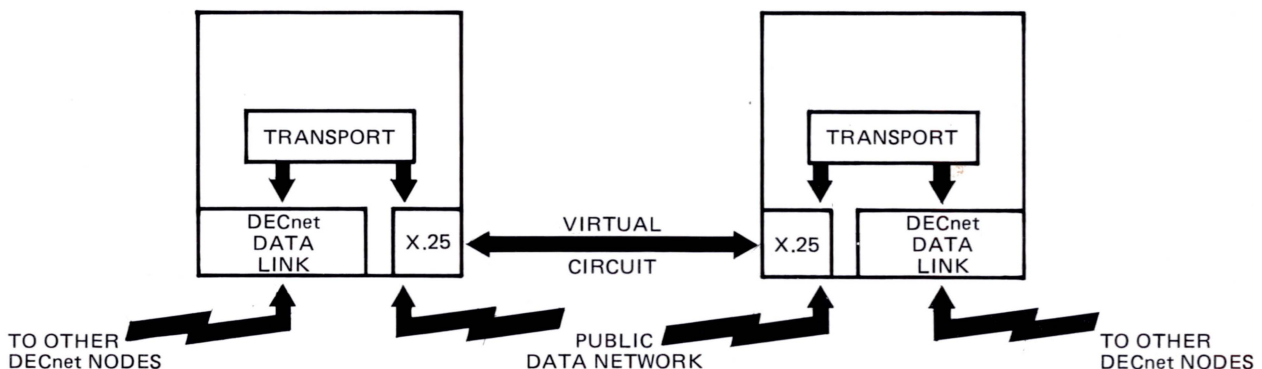 TRANSPORT
TRANSPORT
DECnet
DATA
LINK
X.25
VIRTUAL
CIRCUIT
X.25
DECnet
DATA
LINK
TO OTHER
DECnet NODES
PUBLIC
DATA NETWORK
TO OTHER
DECnet NODES